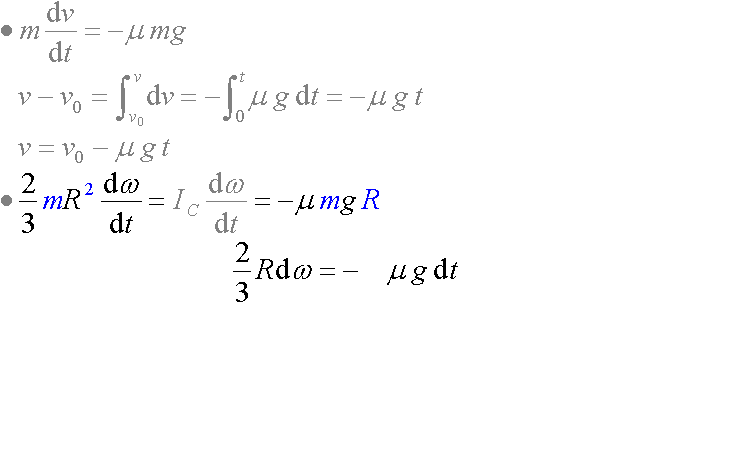 • m dv/dt = −μ mg
v − v₀ = ∫_{v₀}^{v} dv = −∫_{0}^{t} μ g dt = −μ g t
v = v₀ − μ g t
• 2/3 mR² dω/dt = I_C dω/dt = −μ mg R
2/3 R dω = − μ g dt